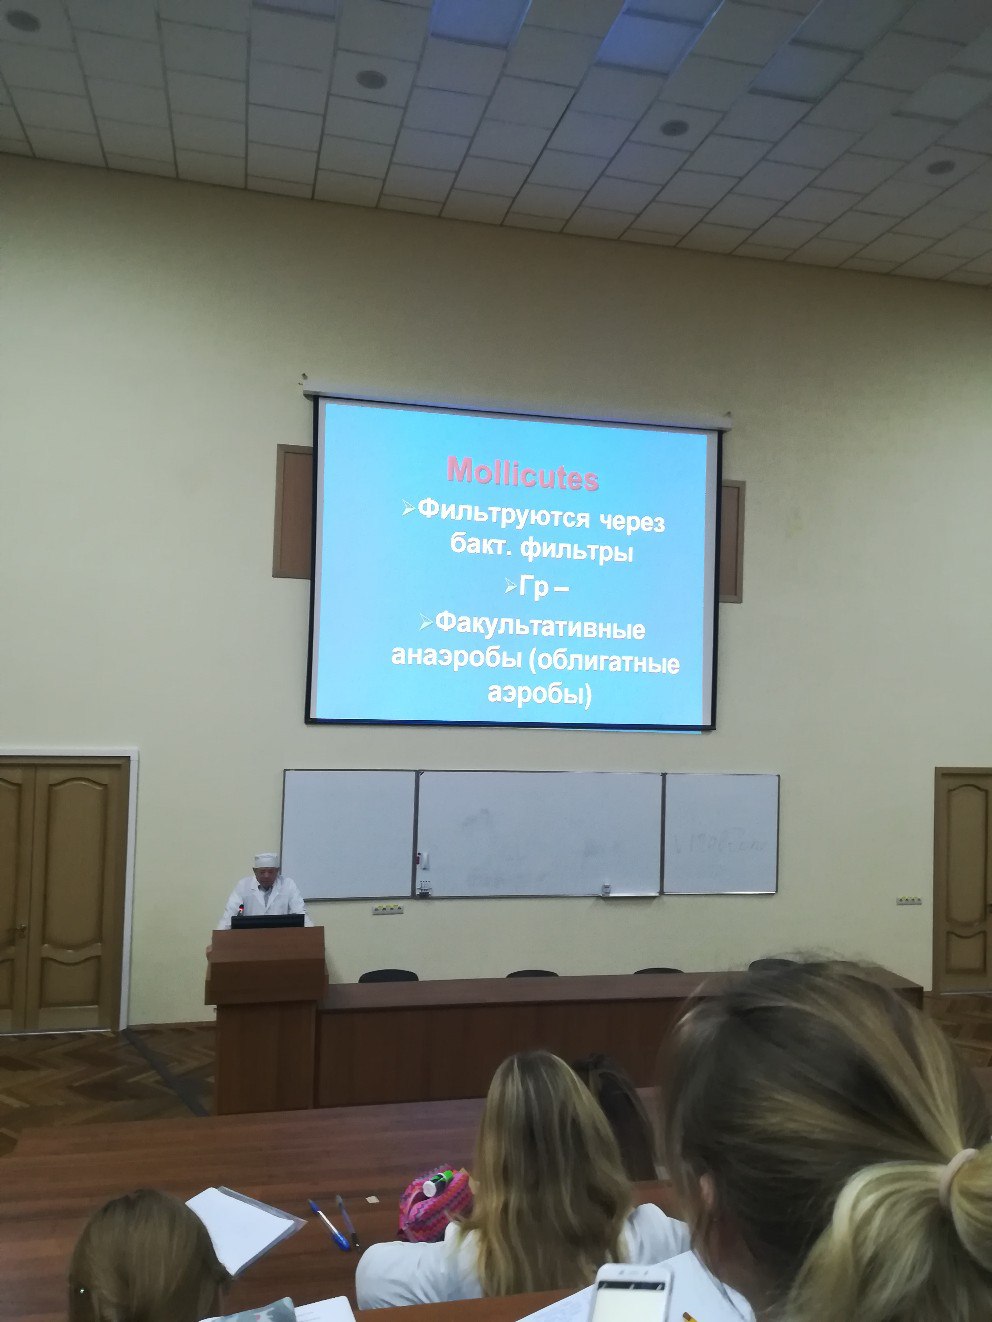 Mollicutes
➢Фильтруются через
бакт. фильтры
➢Гр –
➢Факультативные
анаэробы (облигатные
аэробы)